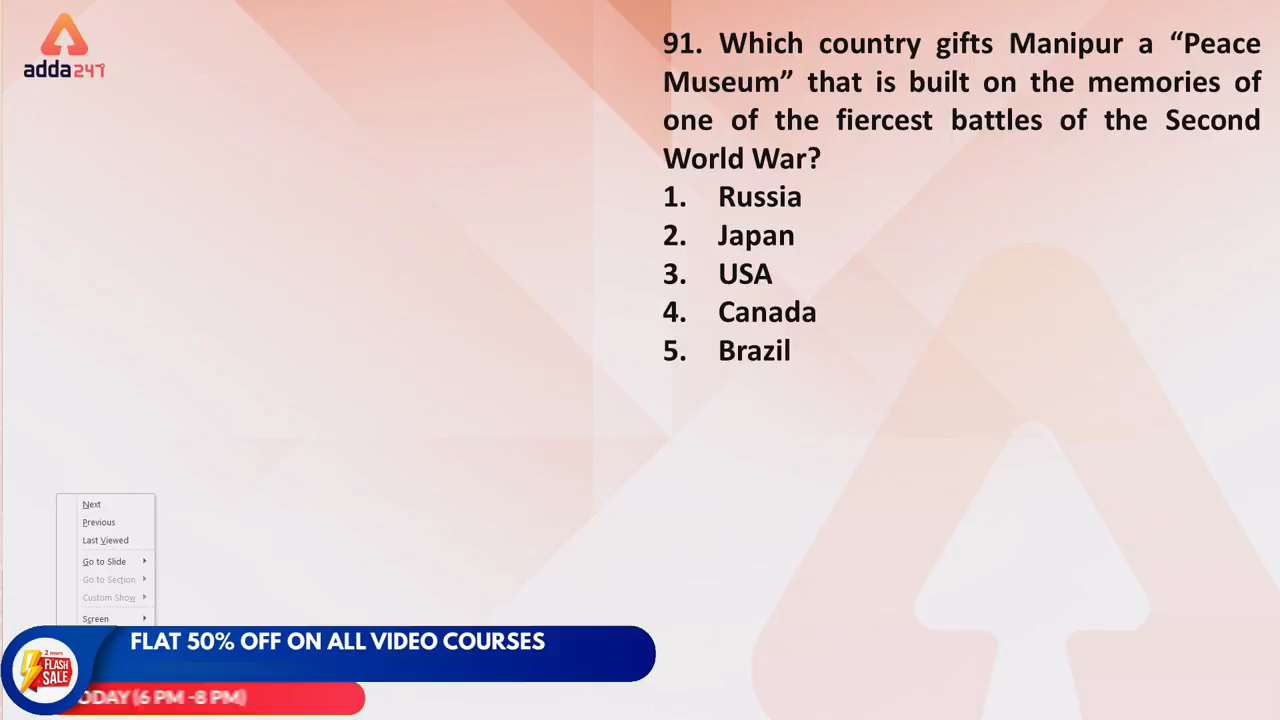 adda247
91. Which country gifts Manipur a “Peace
Museum” that is built on the memories of
one of the fiercest battles of the Second
World War?
1. Russia
2. Japan
3. USA
4. Canada
5. Brazil
Next
Previous
Last Viewed
Go to Slide
Go to Section
Custom Show
Screen
FLAT 50% OFF ON ALL VIDEO COURSES
2 Hours
FLASH
SALE
ODAY (6 PM -8 PM)